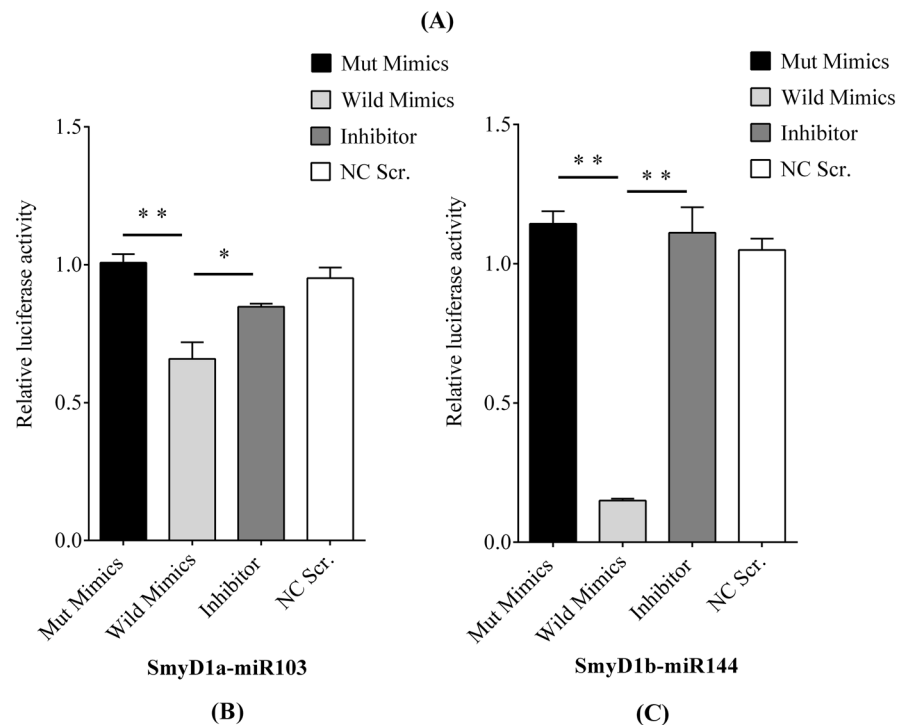 (A)
Mut Mimics
Wild Mimics
Inhibitor
NC Scr.
1.5
1.0
0.5
0.0
Relative luciferase activity
* *
*
Mut Mimics
Wild Mimics
Inhibitor
NC Scr.
SmyD1a-miR103
(B)
Mut Mimics
Wild Mimics
Inhibitor
NC Scr.
1.5
1.0
0.5
0.0
Relative luciferase activity
* *
* *
Mut Mimics
Wild Mimics
Inhibitor
NC Scr.
SmyD1b-miR144
(C)